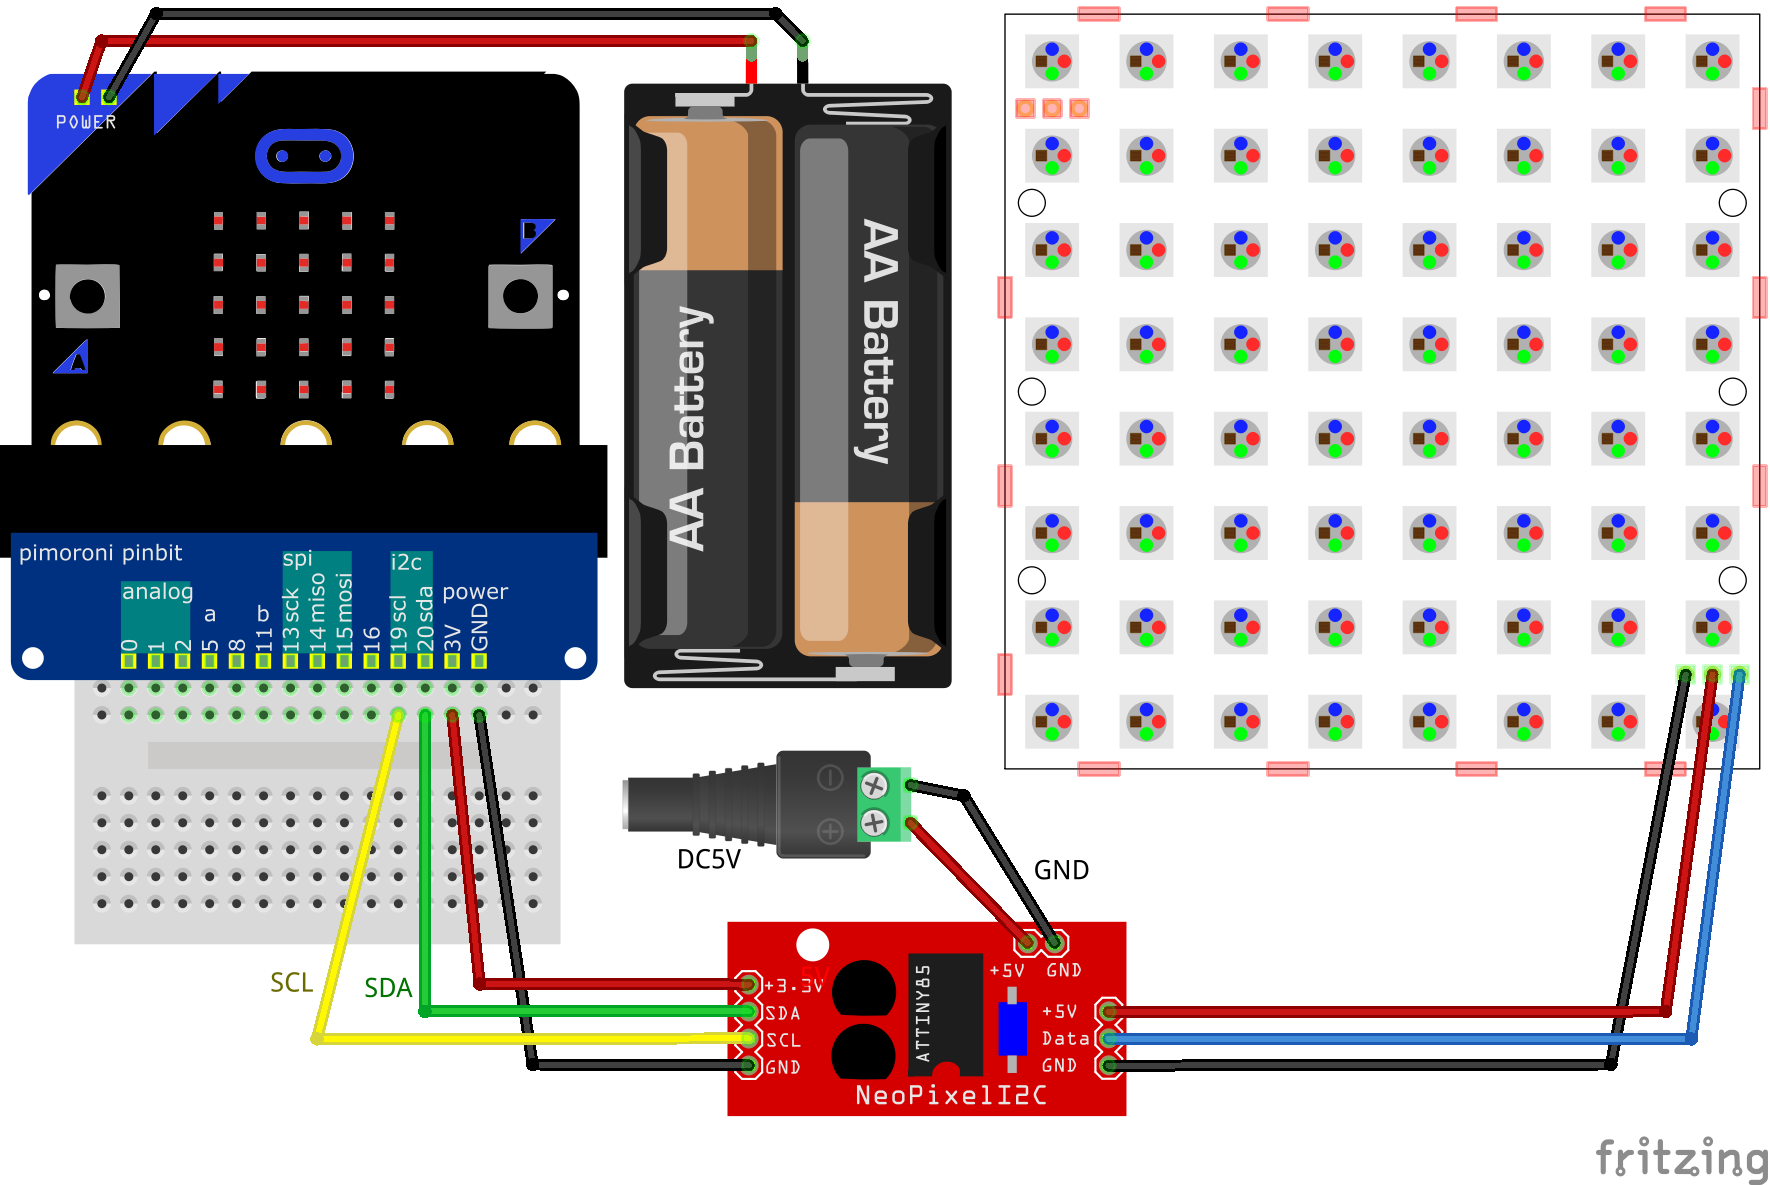 POWER
B
A
AA Battery
AA Battery
pimoroni pinbit
spi
i2c
analog
a
b
power
0
1
2
5
8
11
13 sck
14 miso
15 mosi
16
19 scl
20 sda
3V
GND
DC5V
GND
SCL
SDA
5V
+3.3V
SDA
SCL
GND
ATTINY85
+5V
GND
+5V
Data
GND
NeoPixelI2C
fritzing